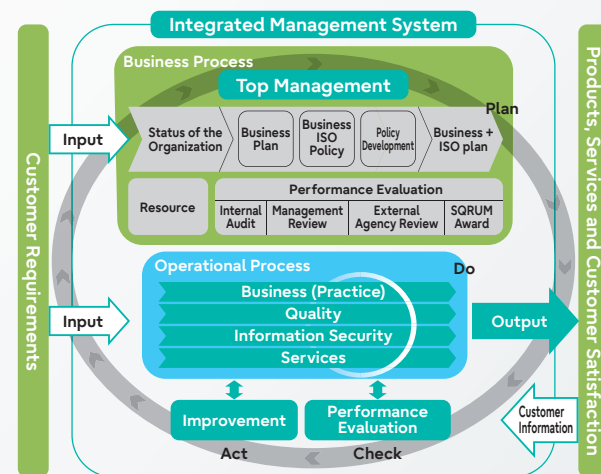 Integrated Management System
Business Process
Top Management
Plan
Input
Status of the
Organization
Business
Plan
Business
ISO
Policy
Policy
Development
Business +
ISO plan
Resource
Performance Evaluation
Internal
Audit
Management
Review
External
Agency Review
SQRUM
Award
Customer Requirements
Products, Services and Customer Satisfaction
Operational Process
Do
Business (Practice)
Quality
Information Security
Services
Input
Output
Improvement
Performance
Evaluation
Customer
Information
Act
Check